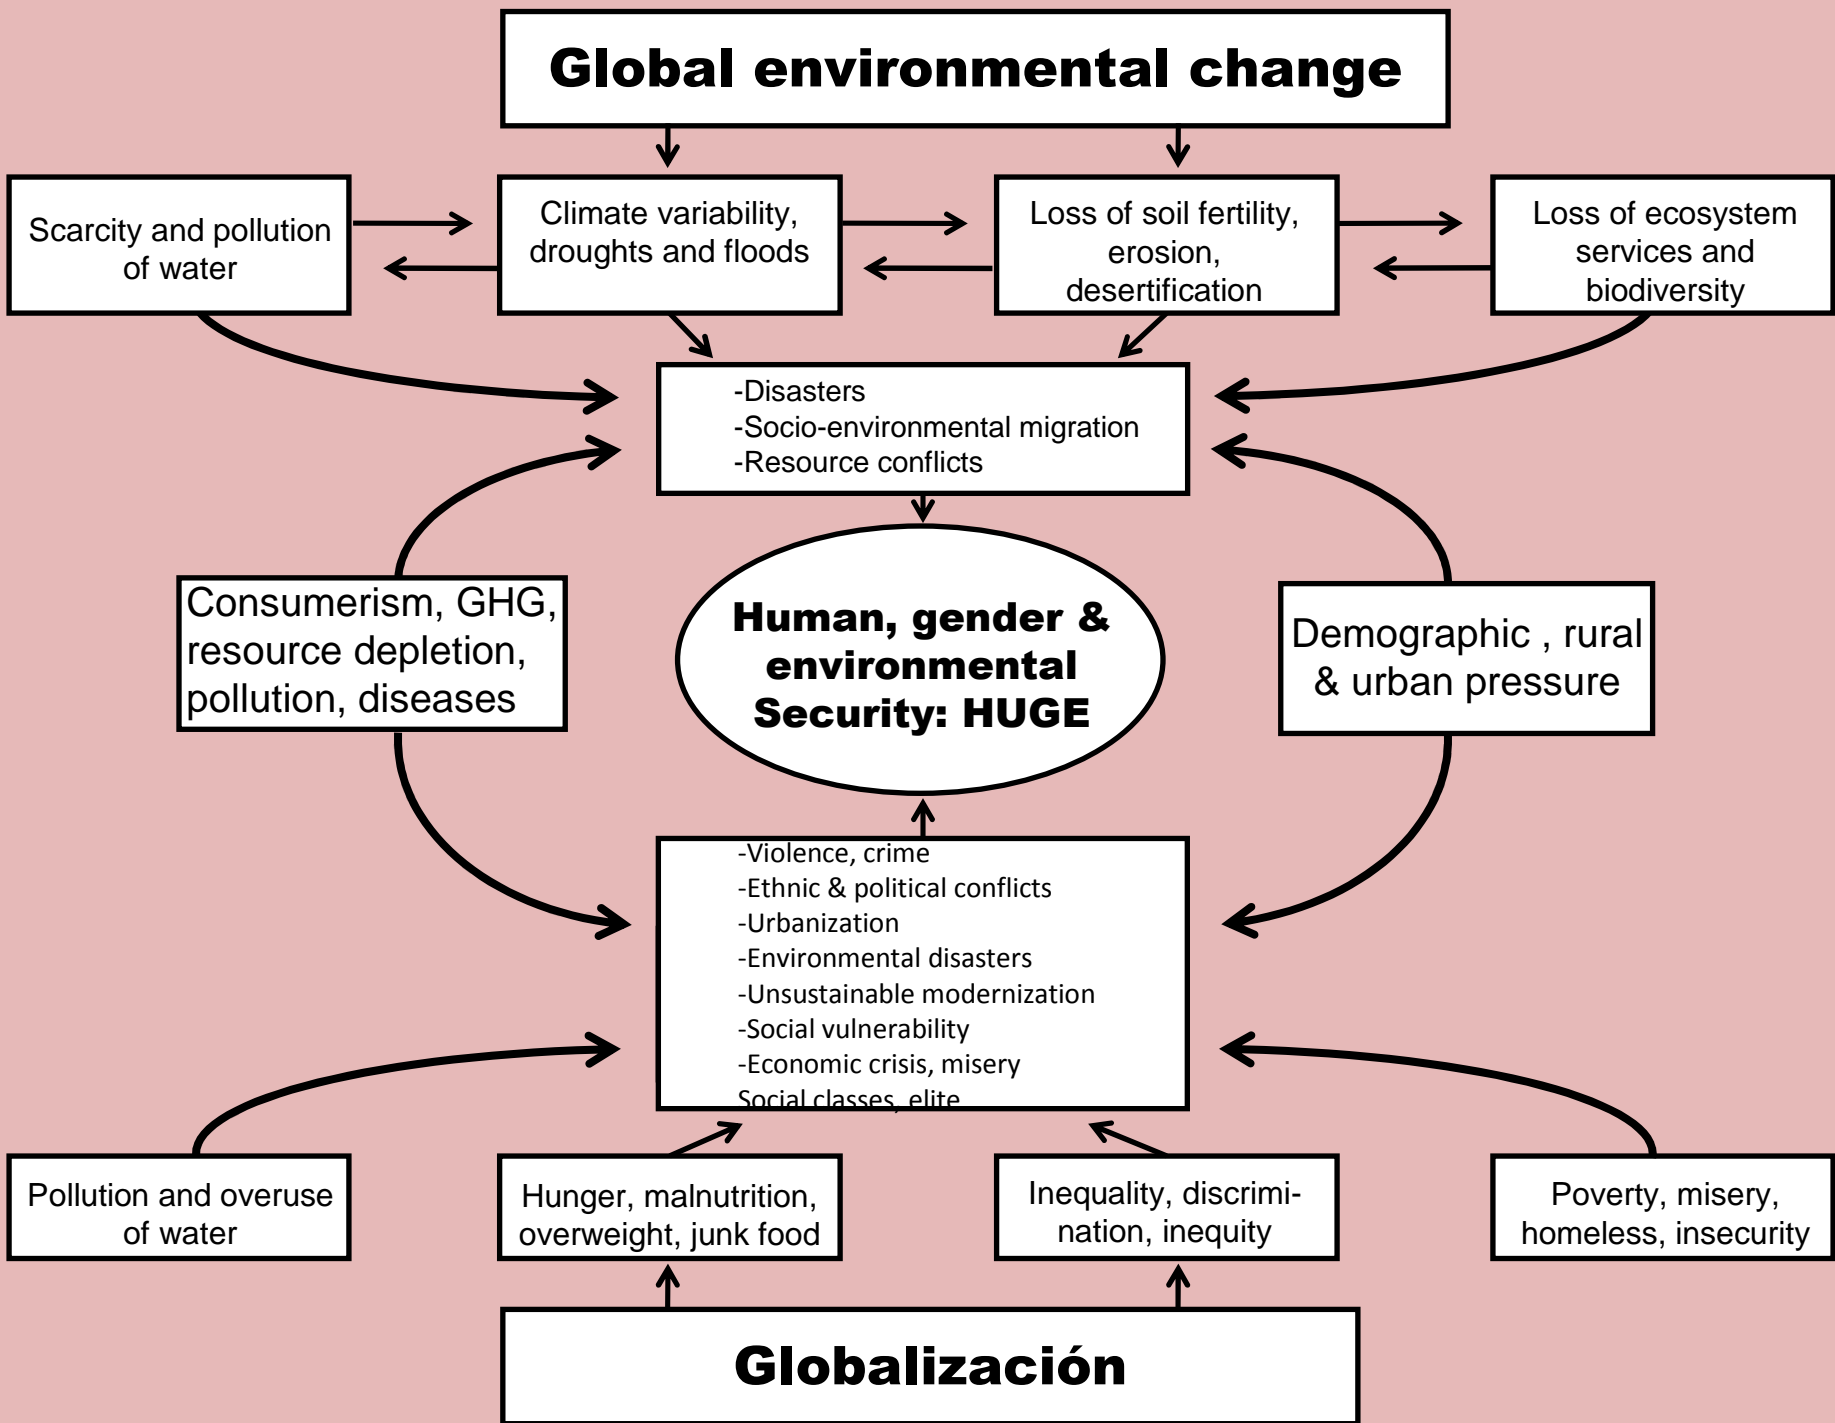 Global environmental change
Scarcity and pollution
of water
Climate variability,
droughts and floods
Loss of soil fertility,
erosion,
desertification
Loss of ecosystem
services and
biodiversity
-Disasters
-Socio-environmental migration
-Resource conflicts
Consumerism, GHG,
resource depletion,
pollution, diseases
Human, gender &
environmental
Security: HUGE
Demographic , rural
& urban pressure
-Violence, crime
-Ethnic & political conflicts
-Urbanization
-Environmental disasters
-Unsustainable modernization
-Social vulnerability
-Economic crisis, misery
Social classes, elite
Pollution and overuse
of water
Hunger, malnutrition,
overweight, junk food
Inequality, discrimi-
nation, inequity
Poverty, misery,
homeless, insecurity
Globalización